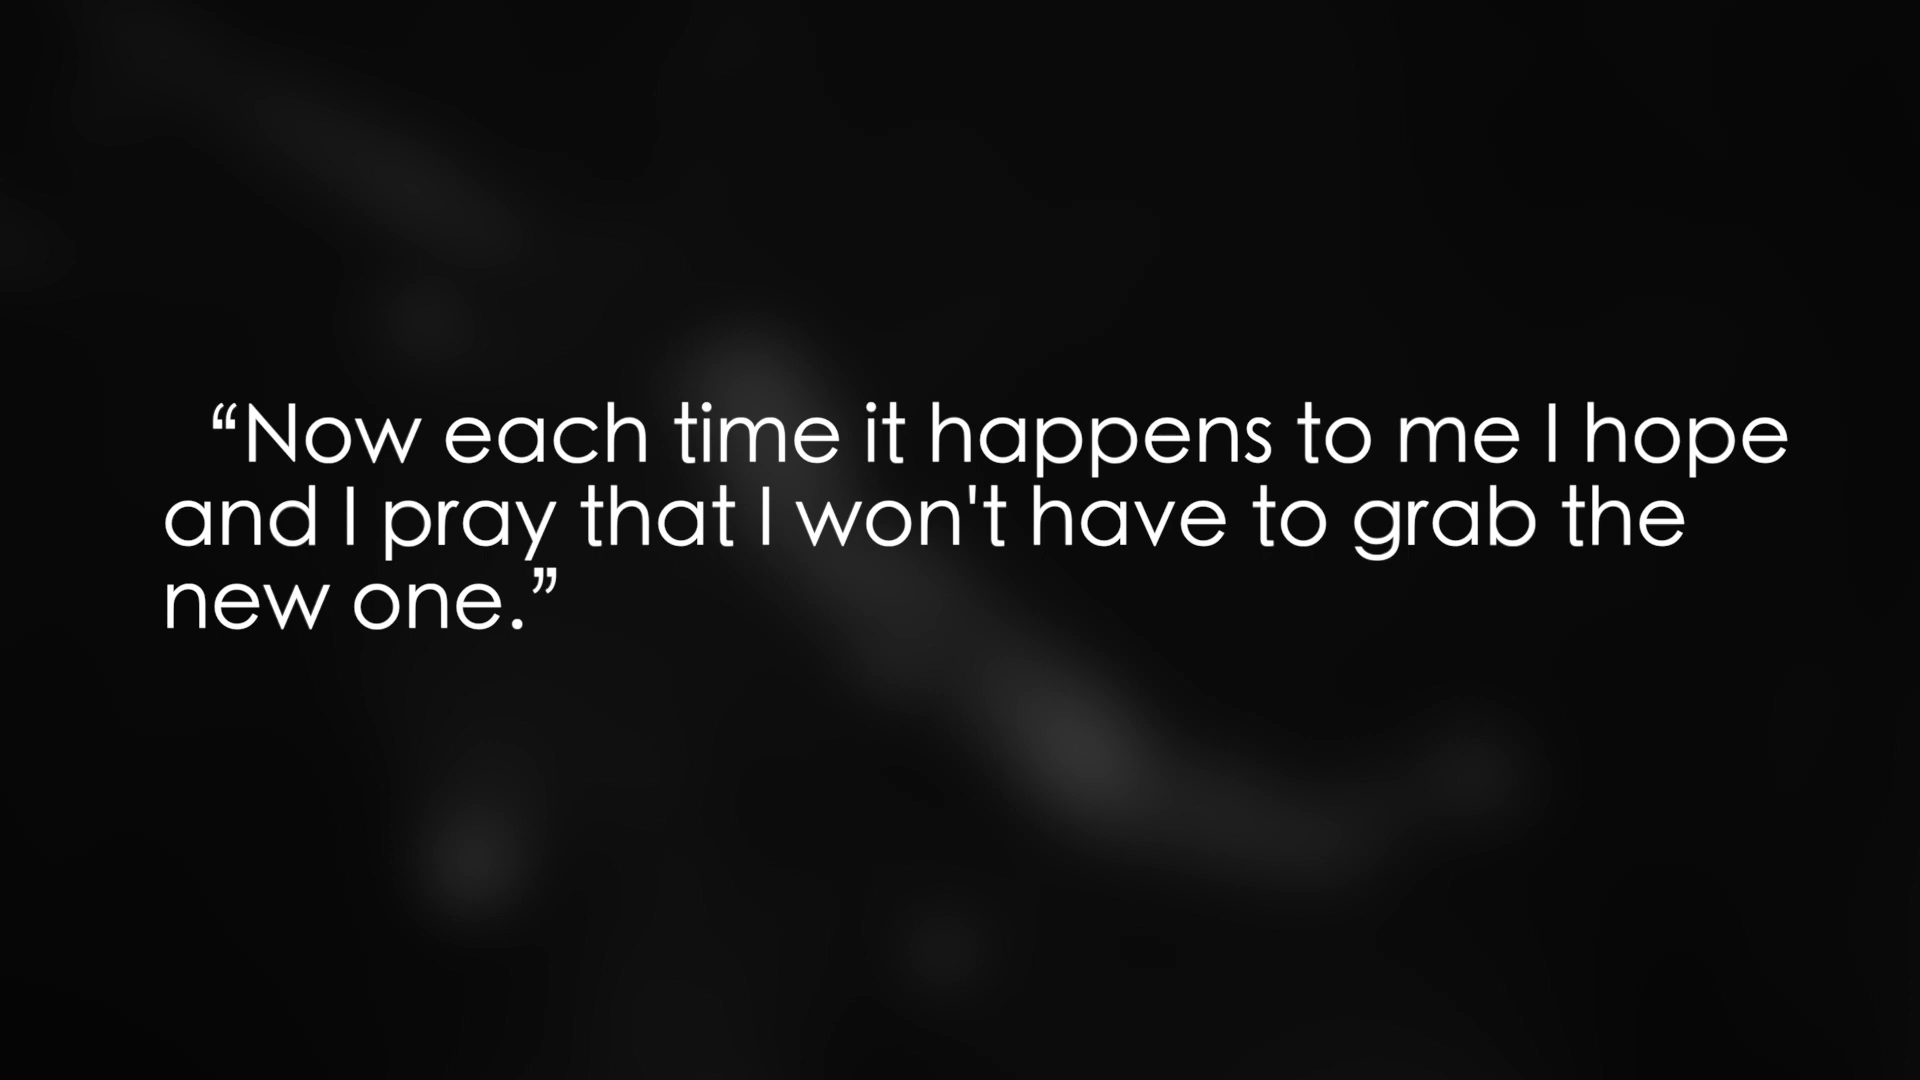 “Now each time it happens to me I hope
and I pray that I won't have to grab the
new one.”